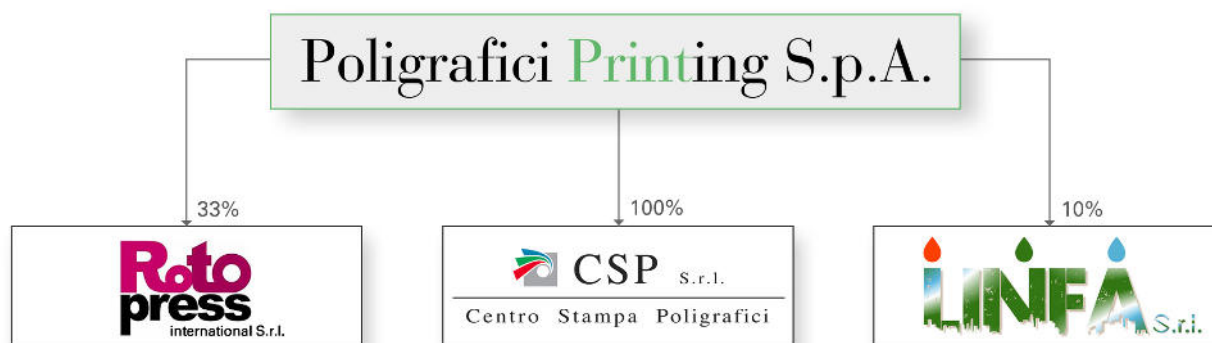 Poligrafici Printing S.p.A.
33%
100%
10%
Roto
press
international S.r.l.
CSP S.r.l.
Centro Stampa Poligrafici
LINFA S.r.l.